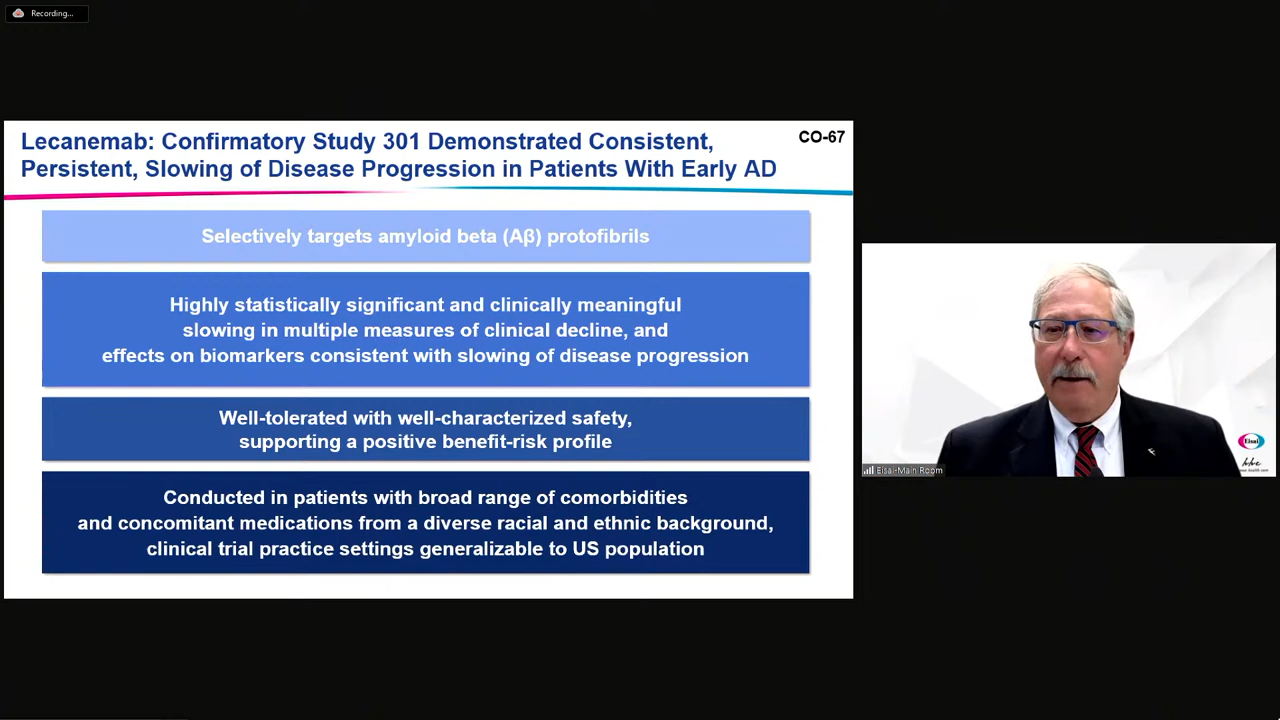 Recording...
Lecanemab: Confirmatory Study 301 Demonstrated Consistent,
Persistent, Slowing of Disease Progression in Patients With Early AD
CO-67
Selectively targets amyloid beta (Aβ) protofibrils
Highly statistically significant and clinically meaningful
slowing in multiple measures of clinical decline, and
effects on biomarkers consistent with slowing of disease progression
Well-tolerated with well-characterized safety,
supporting a positive benefit-risk profile
Conducted in patients with broad range of comorbidities
and concomitant medications from a diverse racial and ethnic background,
clinical trial practice settings generalizable to US population
Eisai
Eisai-Main Room